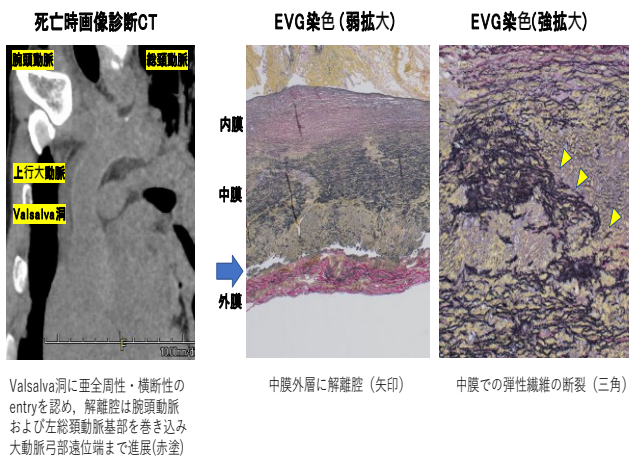 死亡時画像診断CT
EVG染色 (弱拡大)
EVG染色(強拡大)
腕頭動脈
総頚動脈
上行大動脈
Valsalva洞
内膜
中膜
外膜
F
Valsalva洞に亜全周性・横断性の
entryを認め，解離腔は腕頭動脈
および左総頚動脈基部を巻き込み
大動脈弓部遠位端まで進展(赤塗)
中膜外層に解離腔（矢印）
中膜での弾性繊維の断裂（三角）